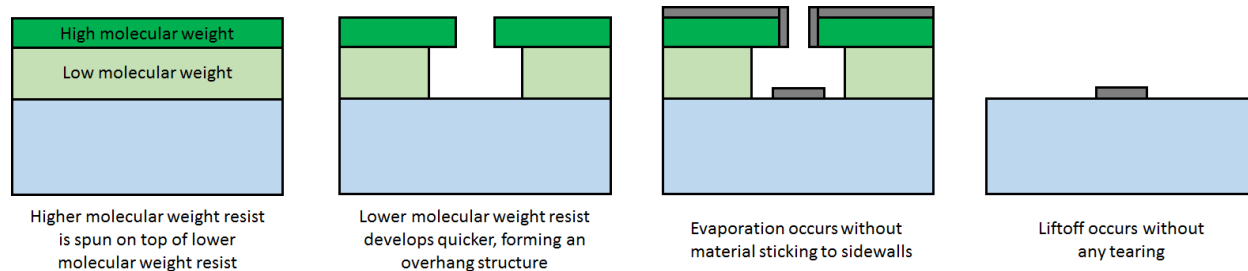 High molecular weight
Low molecular weight
Higher molecular weight resist
is spun on top of lower
molecular weight resist
Lower molecular weight resist
develops quicker, forming an
overhang structure
Evaporation occurs without
material sticking to sidewalls
Liftoff occurs without
any tearing